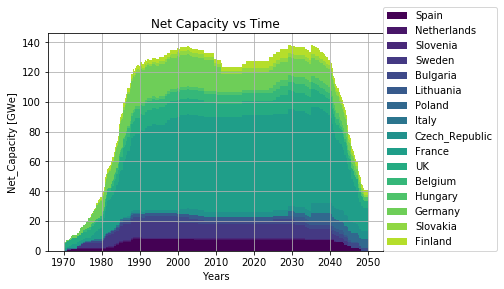 Net Capacity vs Time
Net_Capacity [GWe]
140
120
100
80
60
40
20
0
1970 1980 1990 2000 2010 2020 2030 2040 2050
Years
Spain
Netherlands
Slovenia
Sweden
Bulgaria
Lithuania
Poland
Italy
Czech_Republic
France
UK
Belgium
Hungary
Germany
Slovakia
Finland